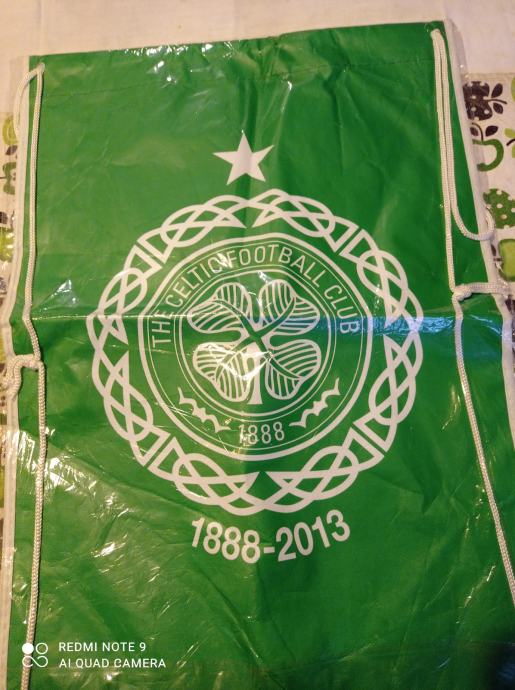 THE CELTIC FOOTBALL CLUB
1888
1888-2013
REDMI NOTE 9
AI QUAD CAMERA